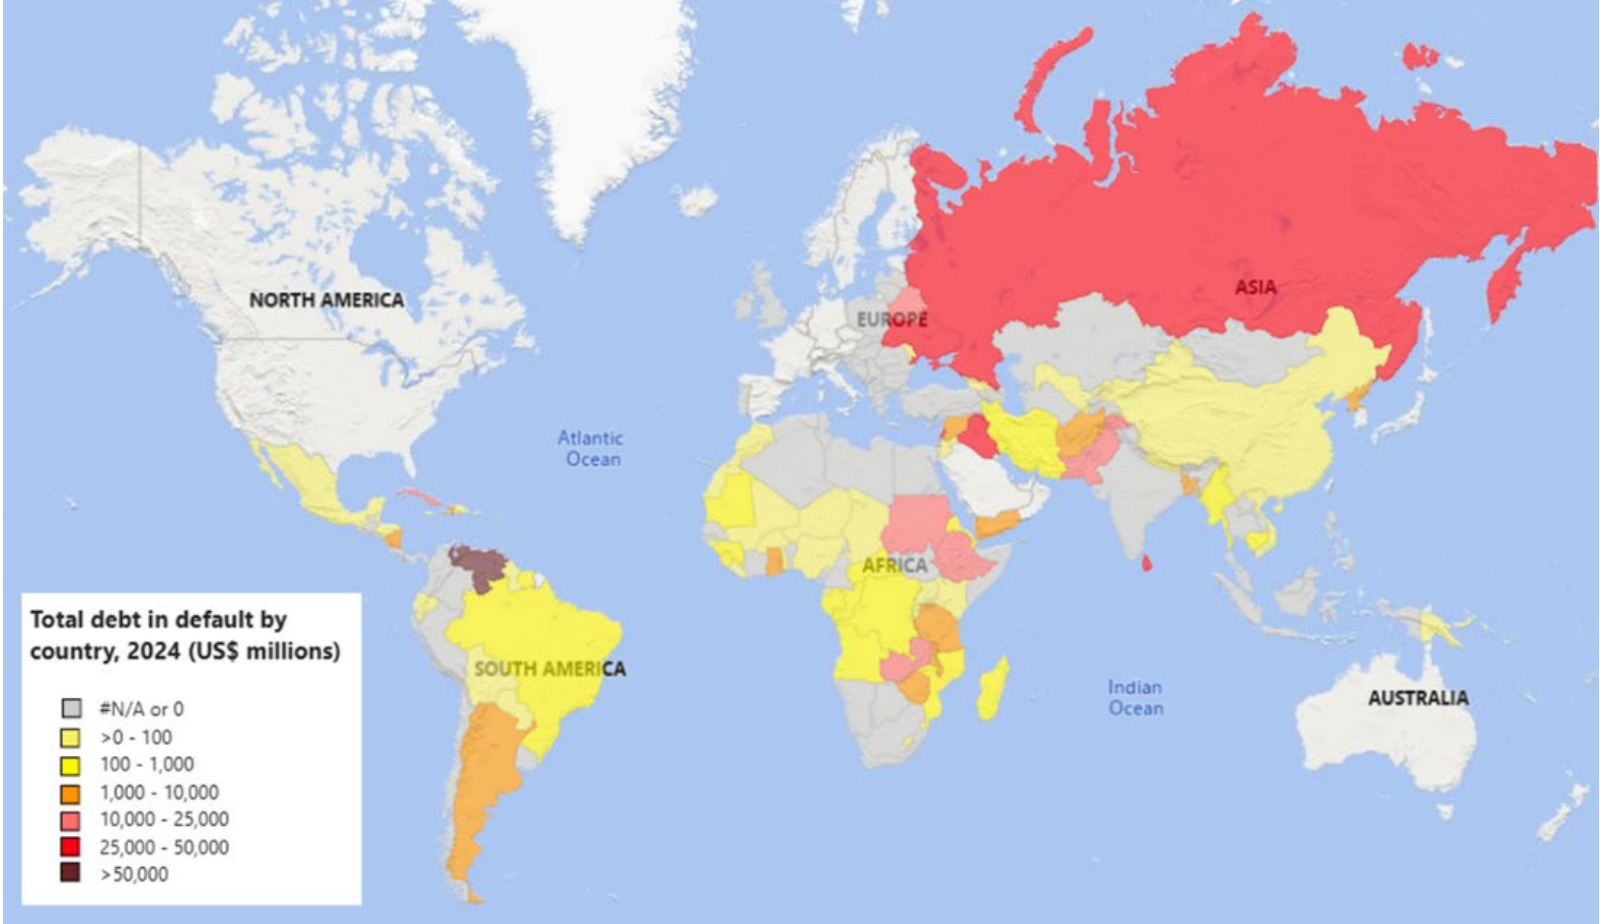 NORTH AMERICA
EUROPE
ASIA
Atlantic
Ocean
AFRICA
SOUTH AMERICA
Indian
Ocean
AUSTRALIA
Total debt in default by
country, 2024 (US$ millions)
#N/A or 0
>0 - 100
100 - 1,000
1,000 - 10,000
10,000 - 25,000
25,000 - 50,000
>50,000